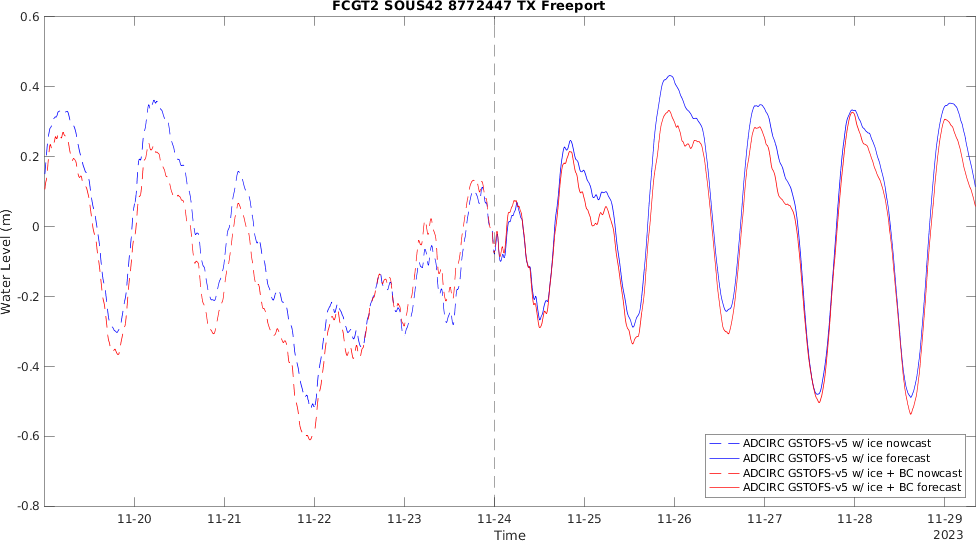 FCGT2 SOUS42 8772447 TX Freeport
0.6
0.4
0.2
0
-0.2
-0.4
-0.6
-0.8
Water Level (m)
ADCIRC GSTOFS-v5 w/ ice nowcast
ADCIRC GSTOFS-v5 w/ ice forecast
ADCIRC GSTOFS-v5 w/ ice + BC nowcast
ADCIRC GSTOFS-v5 w/ ice + BC forecast
11-20 11-21 11-22 11-23 11-24 11-25 11-26 11-27 11-28 11-29
Time 2023